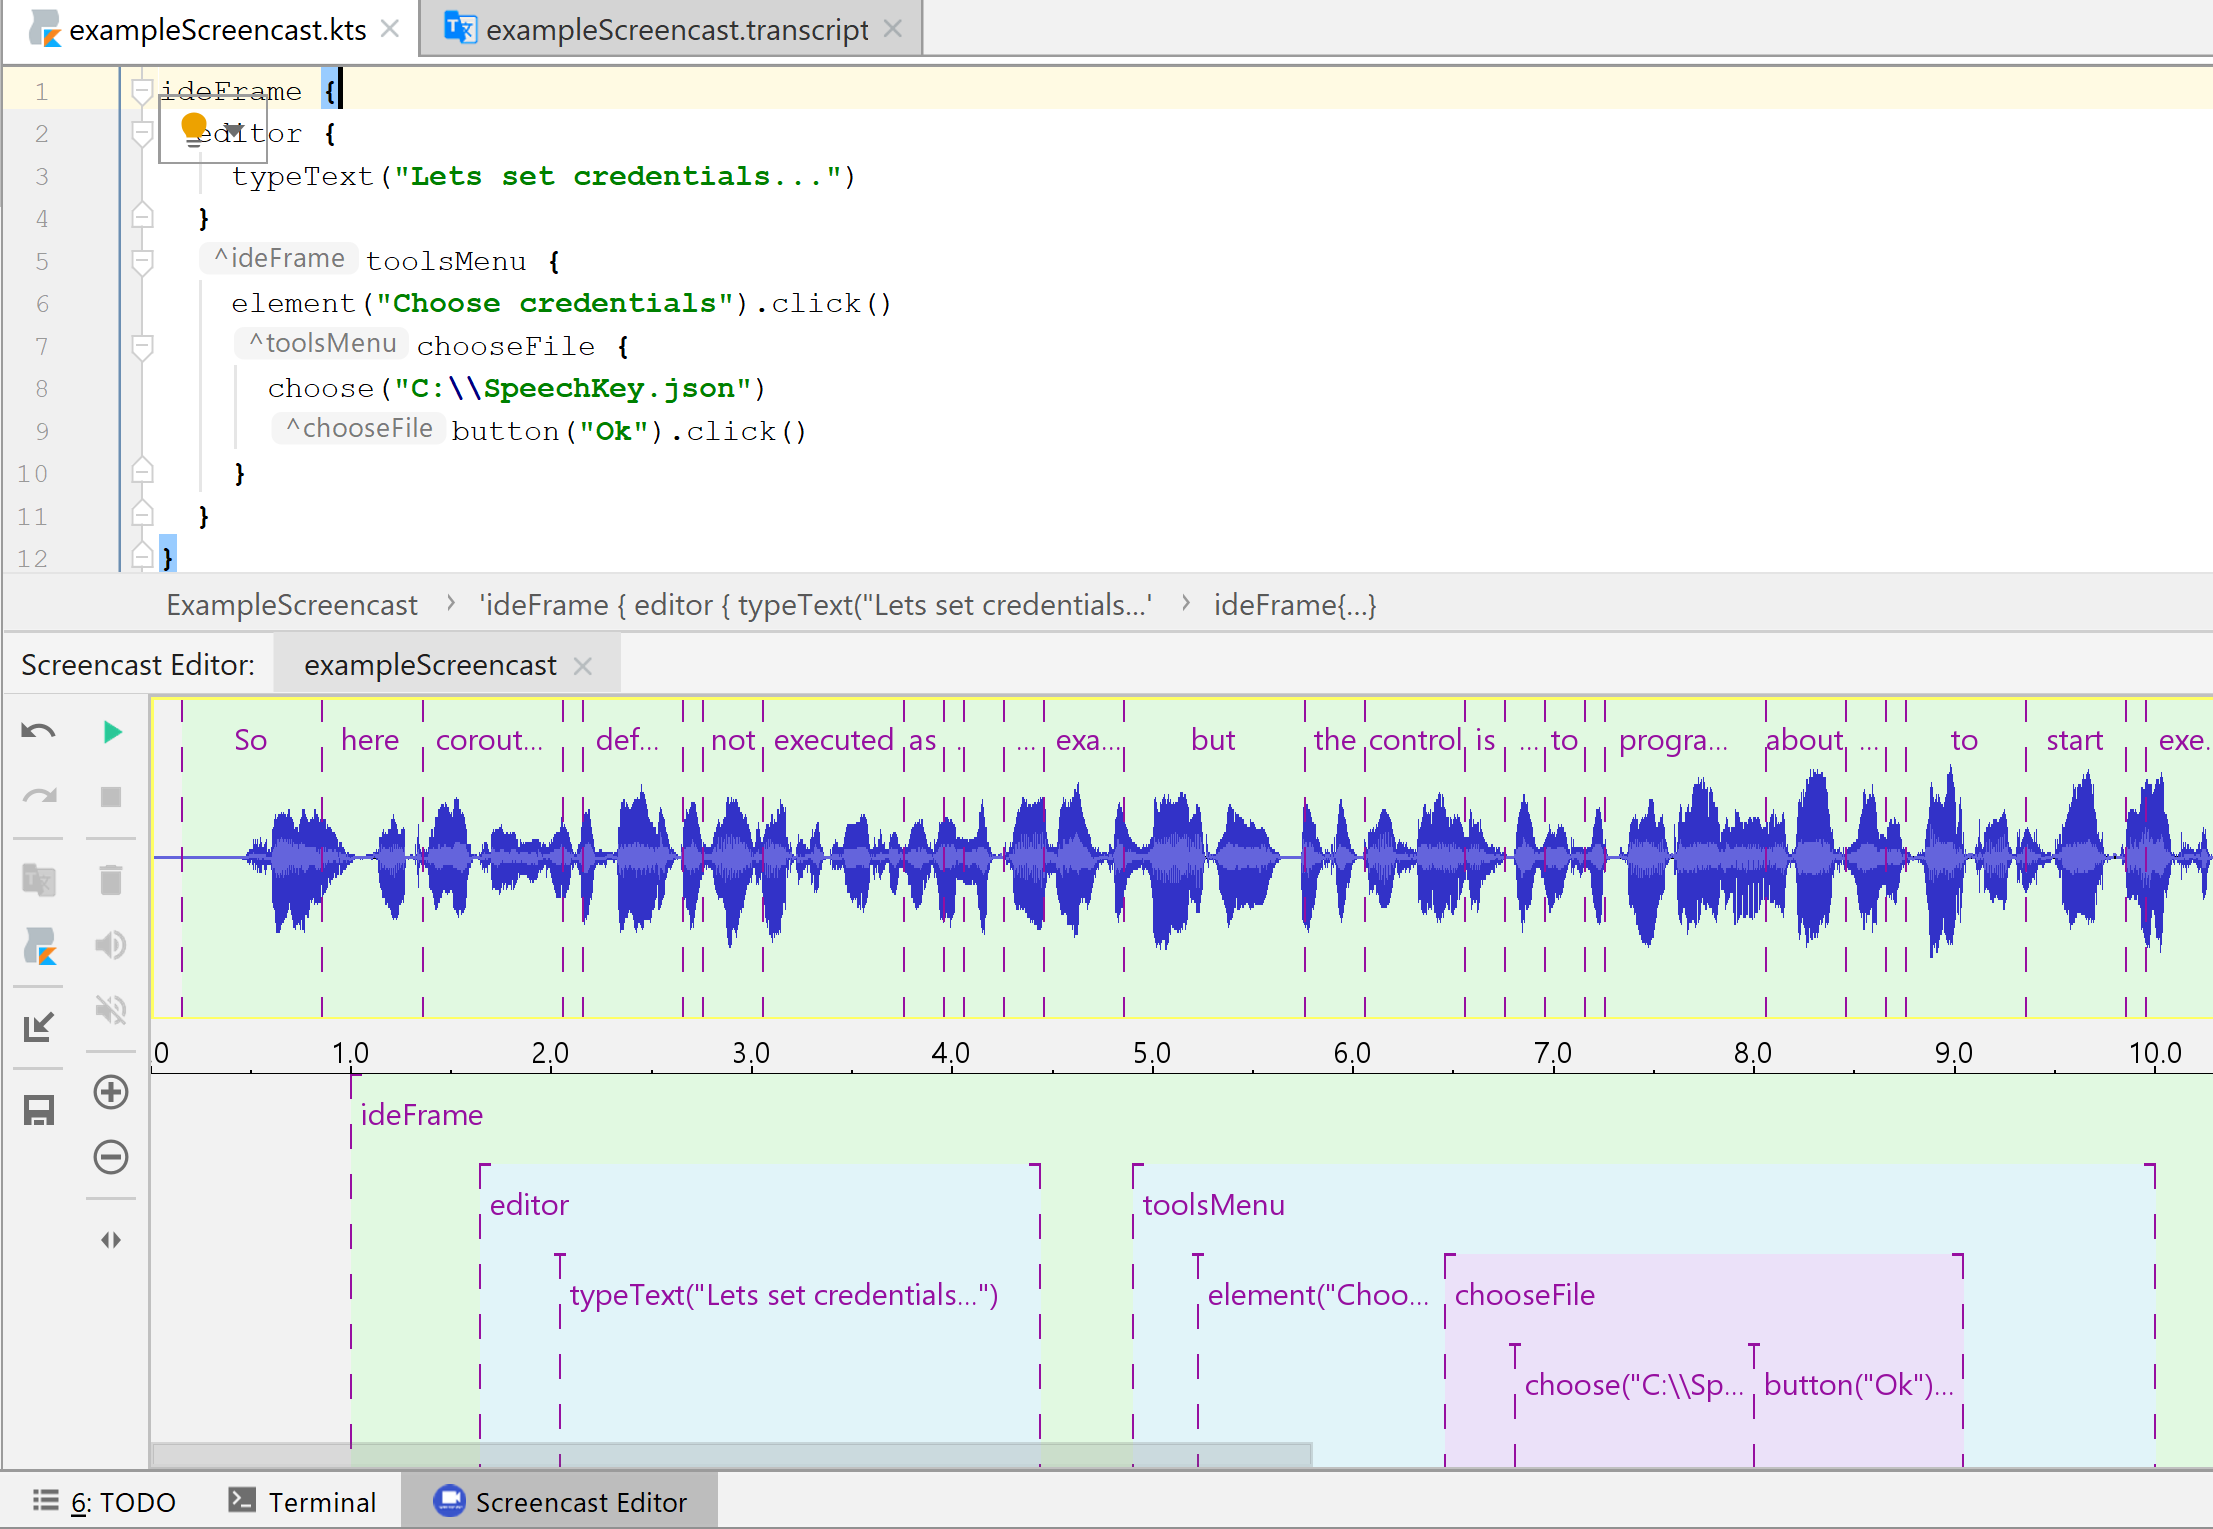 exampleScreencast.kts
exampleScreencast.transcript
1 ideFrame {
2 editor {
3 typeText("Lets set credentials...")
4 }
5 ^ideFrame toolsMenu {
6 element("Choose credentials").click()
7 ^toolsMenu chooseFile {
8 choose("C:\\SpeechKey.json")
9 ^chooseFile button("Ok").click()
10 }
11 }
12 }
ExampleScreencast › 'ideFrame { editor { typeText("Lets set credentials...' › ideFrame{...}
Screencast Editor: exampleScreencast
So here corout... def... not executed as . ... exa... but the control is ... to progra... about ... to start exe.
0 1.0 2.0 3.0 4.0 5.0 6.0 7.0 8.0 9.0 10.0
ideFrame
editor toolsMenu
typeText("Lets set credentials...") element("Choo... chooseFile
choose("C:\\Sp... button("Ok")...
6: TODO Terminal Screencast Editor